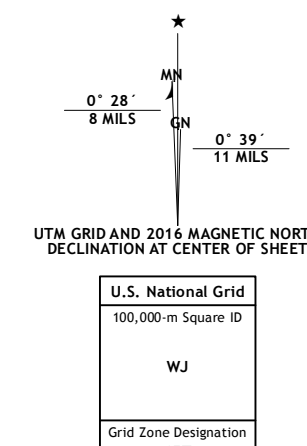 ★
MN
0° 28´
8 MILS
GN
0° 39´
11 MILS
UTM GRID AND 2016 MAGNETIC NORT
DECLINATION AT CENTER OF SHEET
U.S. National Grid
100,000-m Square ID
WJ
Grid Zone Designation